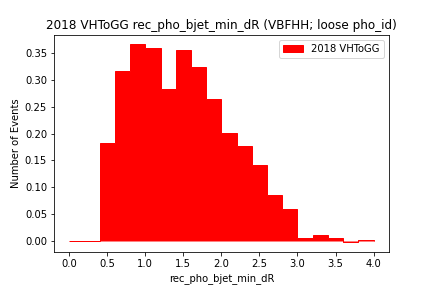 2018 VHToGG rec_pho_bjet_min_dR (VBFHH; loose pho_id)
2018 VHToGG
Number of Events
0.35
0.30
0.25
0.20
0.15
0.10
0.05
0.00
0.0 0.5 1.0 1.5 2.0 2.5 3.0 3.5 4.0
rec_pho_bjet_min_dR